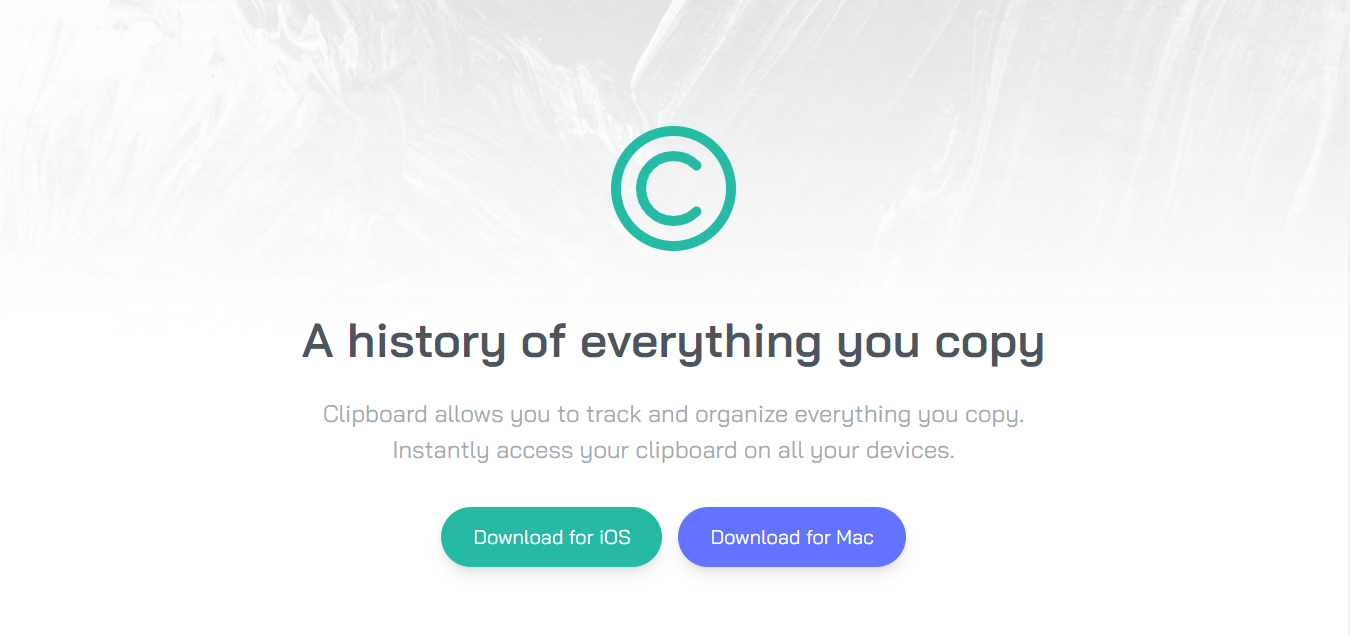 C
A history of everything you copy
Clipboard allows you to track and organize everything you copy.
Instantly access your clipboard on all your devices.
Download for iOS
Download for Mac